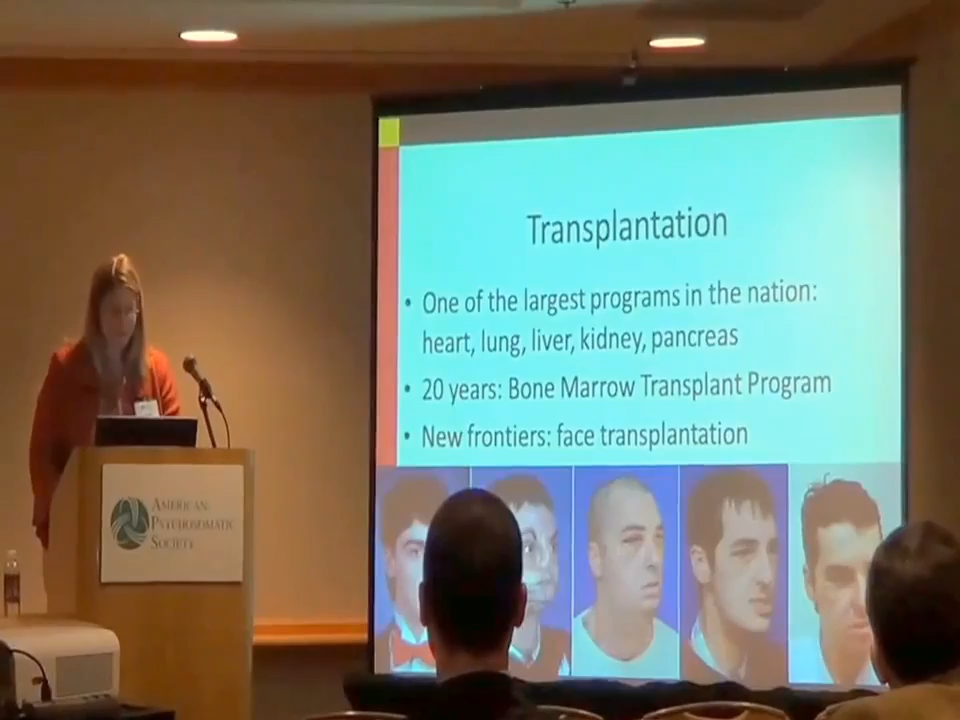 Transplantation
• One of the largest programs in the nation:
heart, lung, liver, kidney, pancreas
• 20 years: Bone Marrow Transplant Program
• New frontiers: face transplantation
AMERICAN
PSYCHOSOMATIC
SOCIETY